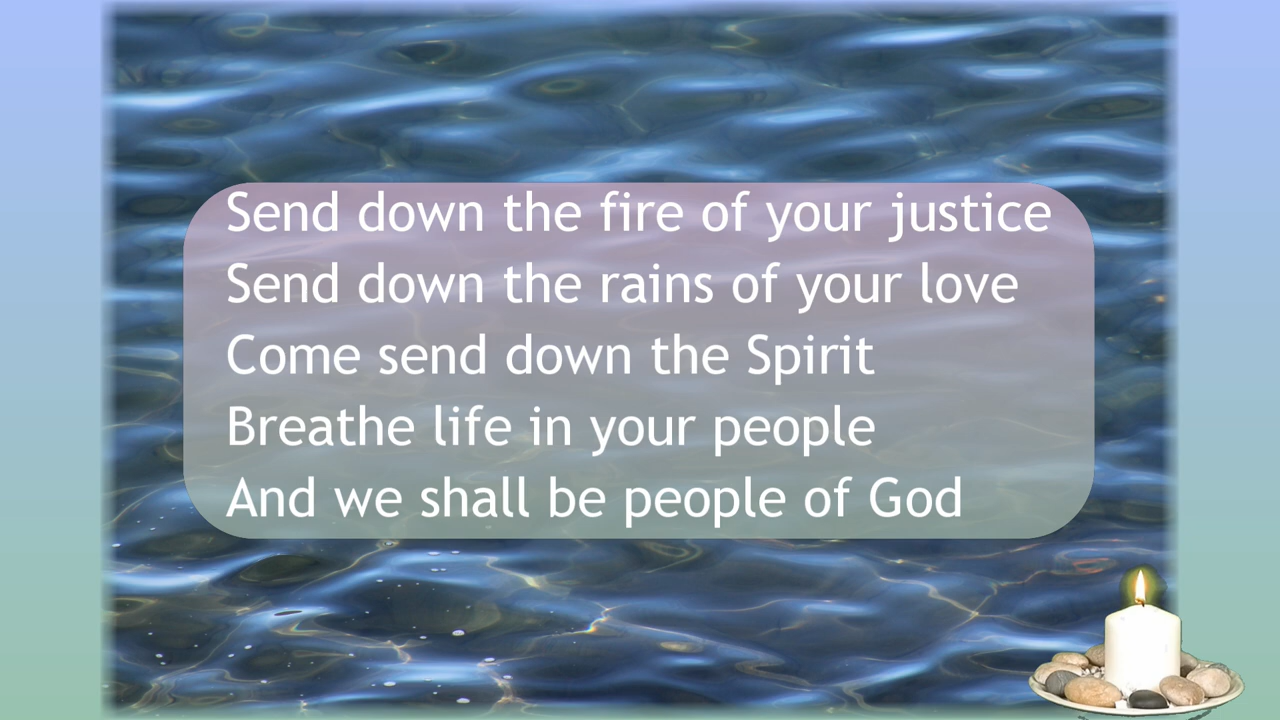 Send down the fire of your justice
Send down the rains of your love
Come send down the Spirit
Breathe life in your people
And we shall be people of God